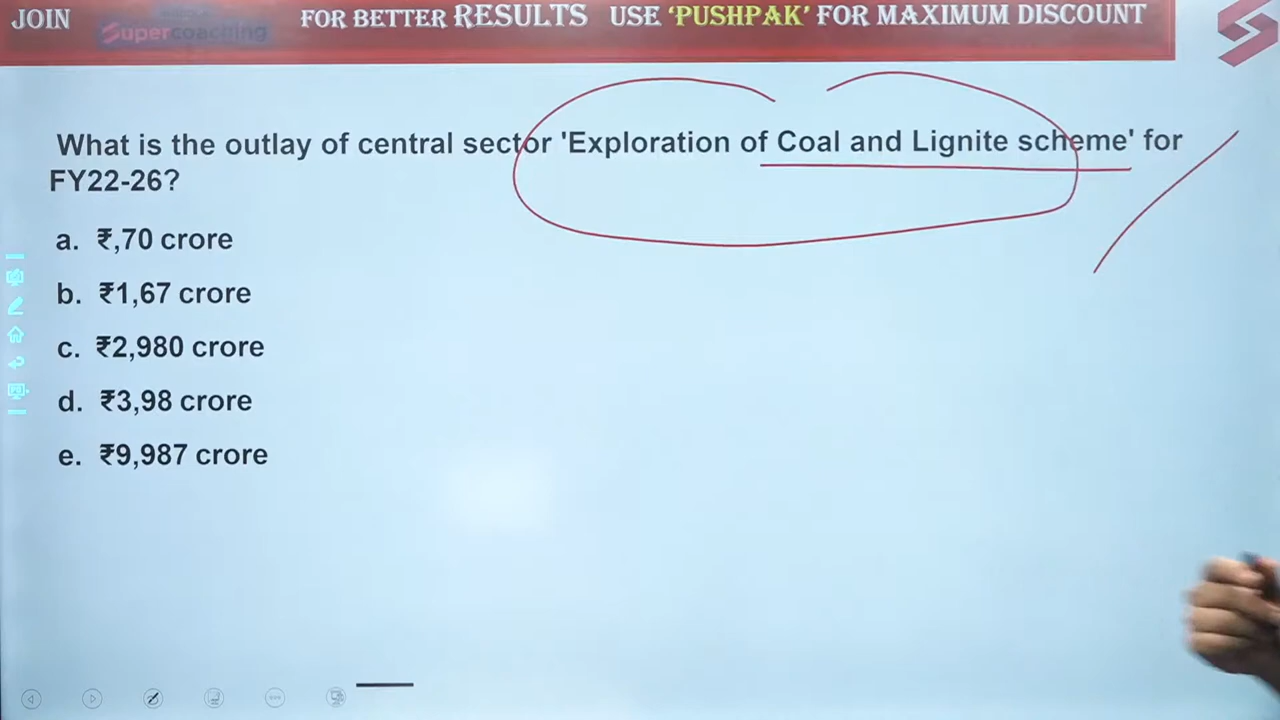 JOIN
Supercoaching
FOR BETTER RESULTS USE 'PUSHPAK' FOR MAXIMUM DISCOUNT
What is the outlay of central sector 'Exploration of Coal and Lignite scheme' for
FY22-26?
a. ₹,70 crore
b. ₹1,67 crore
c. ₹2,980 crore
d. ₹3,98 crore
e. ₹9,987 crore